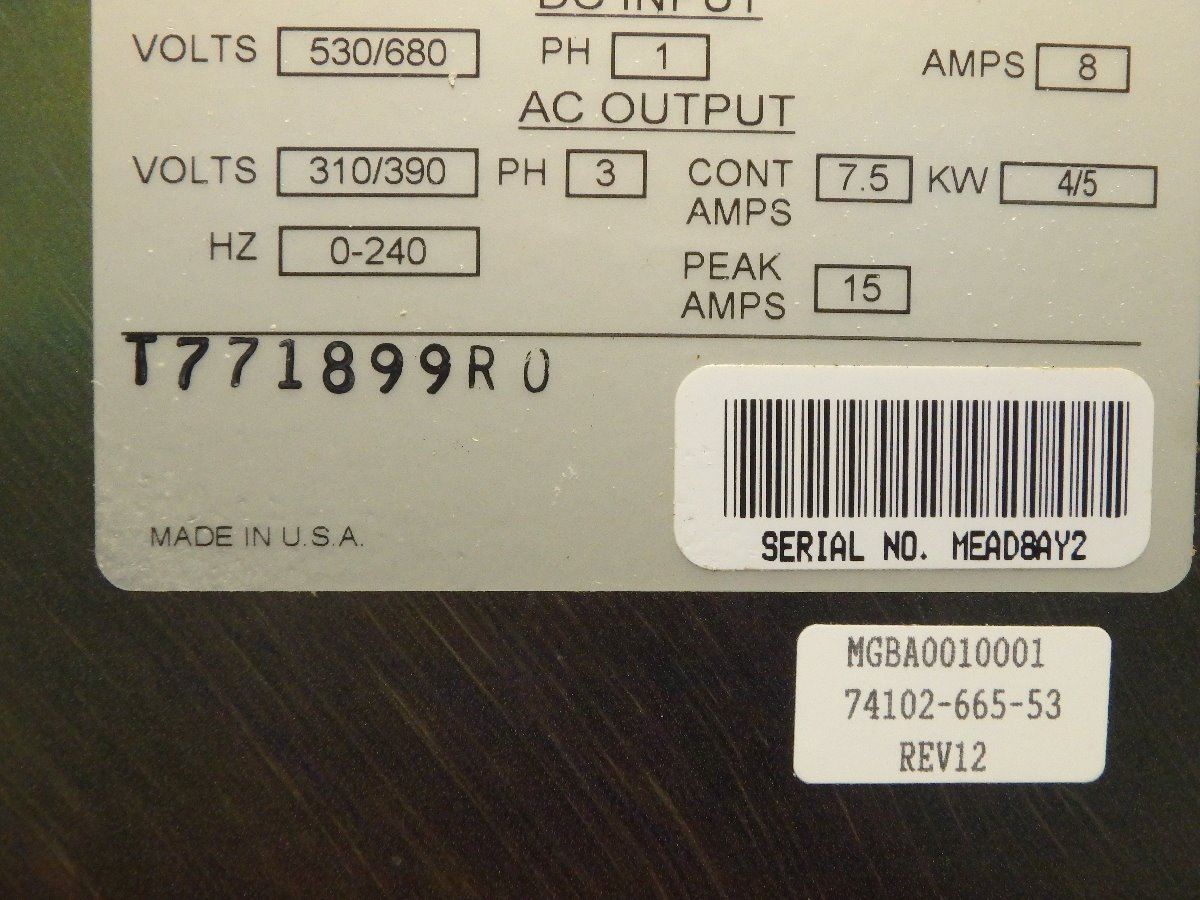 DC INPUT
VOLTS 530/680 PH 1 AMPS 8
AC OUTPUT
VOLTS 310/390 PH 3 CONT AMPS 7.5 KW 4/5
HZ 0-240 PEAK AMPS 15
T771899R0
SERIAL NO. MEAD8AY2
MADE IN U.S.A.
MGBA0010001
74102-665-53
REV12